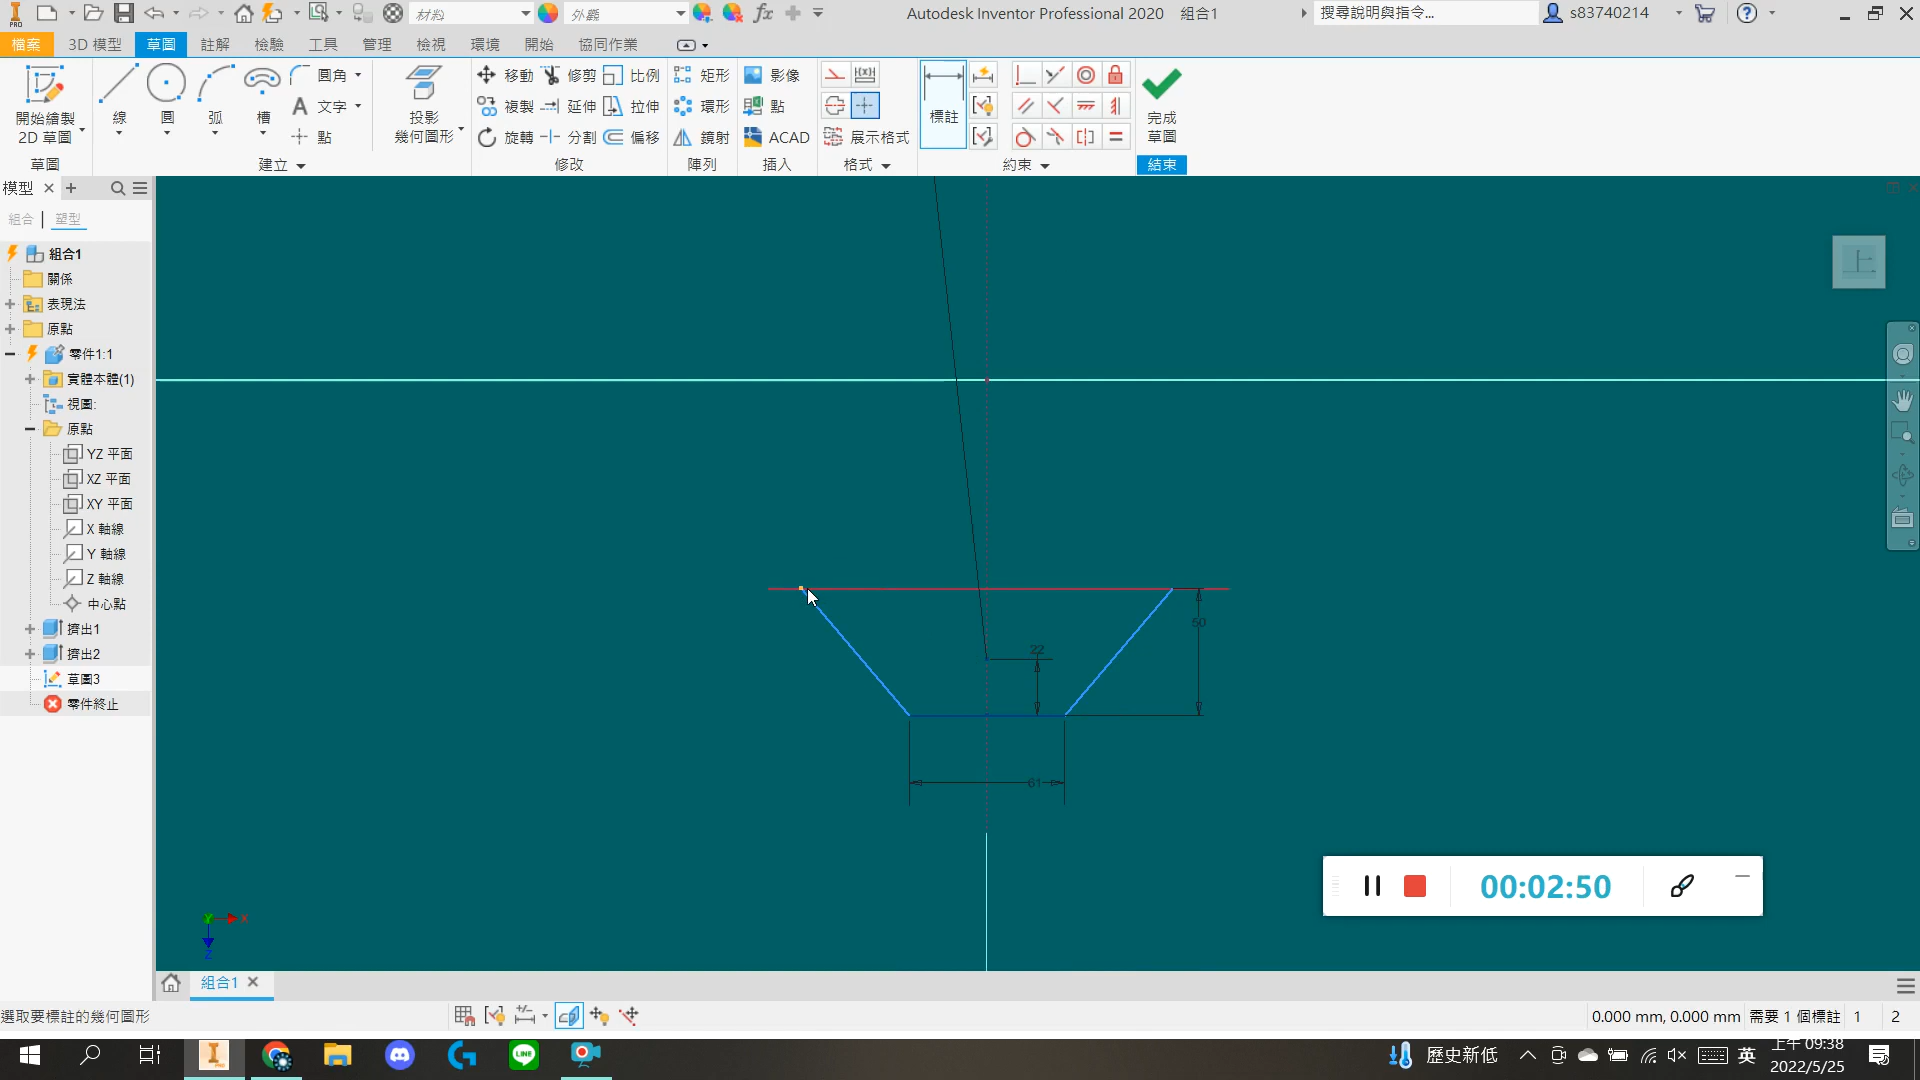 PRO
材料
外觀
fx
Autodesk Inventor Professional 2020 組合1
搜尋說明與指令...
s83740214
檔案 3D 模型 草圖 註解 檢驗 工具 管理 檢視 環境 開始 協同作業
開始繪製
2D 草圖
線 圓 弧 槽
圓角
文字
點
投影
幾何圖形
移動 修剪 比例
複製 延伸 拉伸
旋轉 分割 偏移
矩形
環形
鏡射
影像
點
ACAD
展示格式
標註
完成
草圖
草圖 建立 修改 陣列 插入 格式 約束 結束
模型
組合 塑型
組合1
關係
表現法
原點
零件1:1
實體本體(1)
視圖:
原點
YZ 平面
XZ 平面
XY 平面
X 軸線
Y 軸線
Z 軸線
中心點
擠出1
擠出2
草圖3
零件終止
上
50
22
61
00:02:50
Y X
Z
組合1
選取要標註的幾何圖形
0.000 mm, 0.000 mm 需要 1 個標註 1 2
LINE
歷史新低
英
上午 09:38
2022/5/25